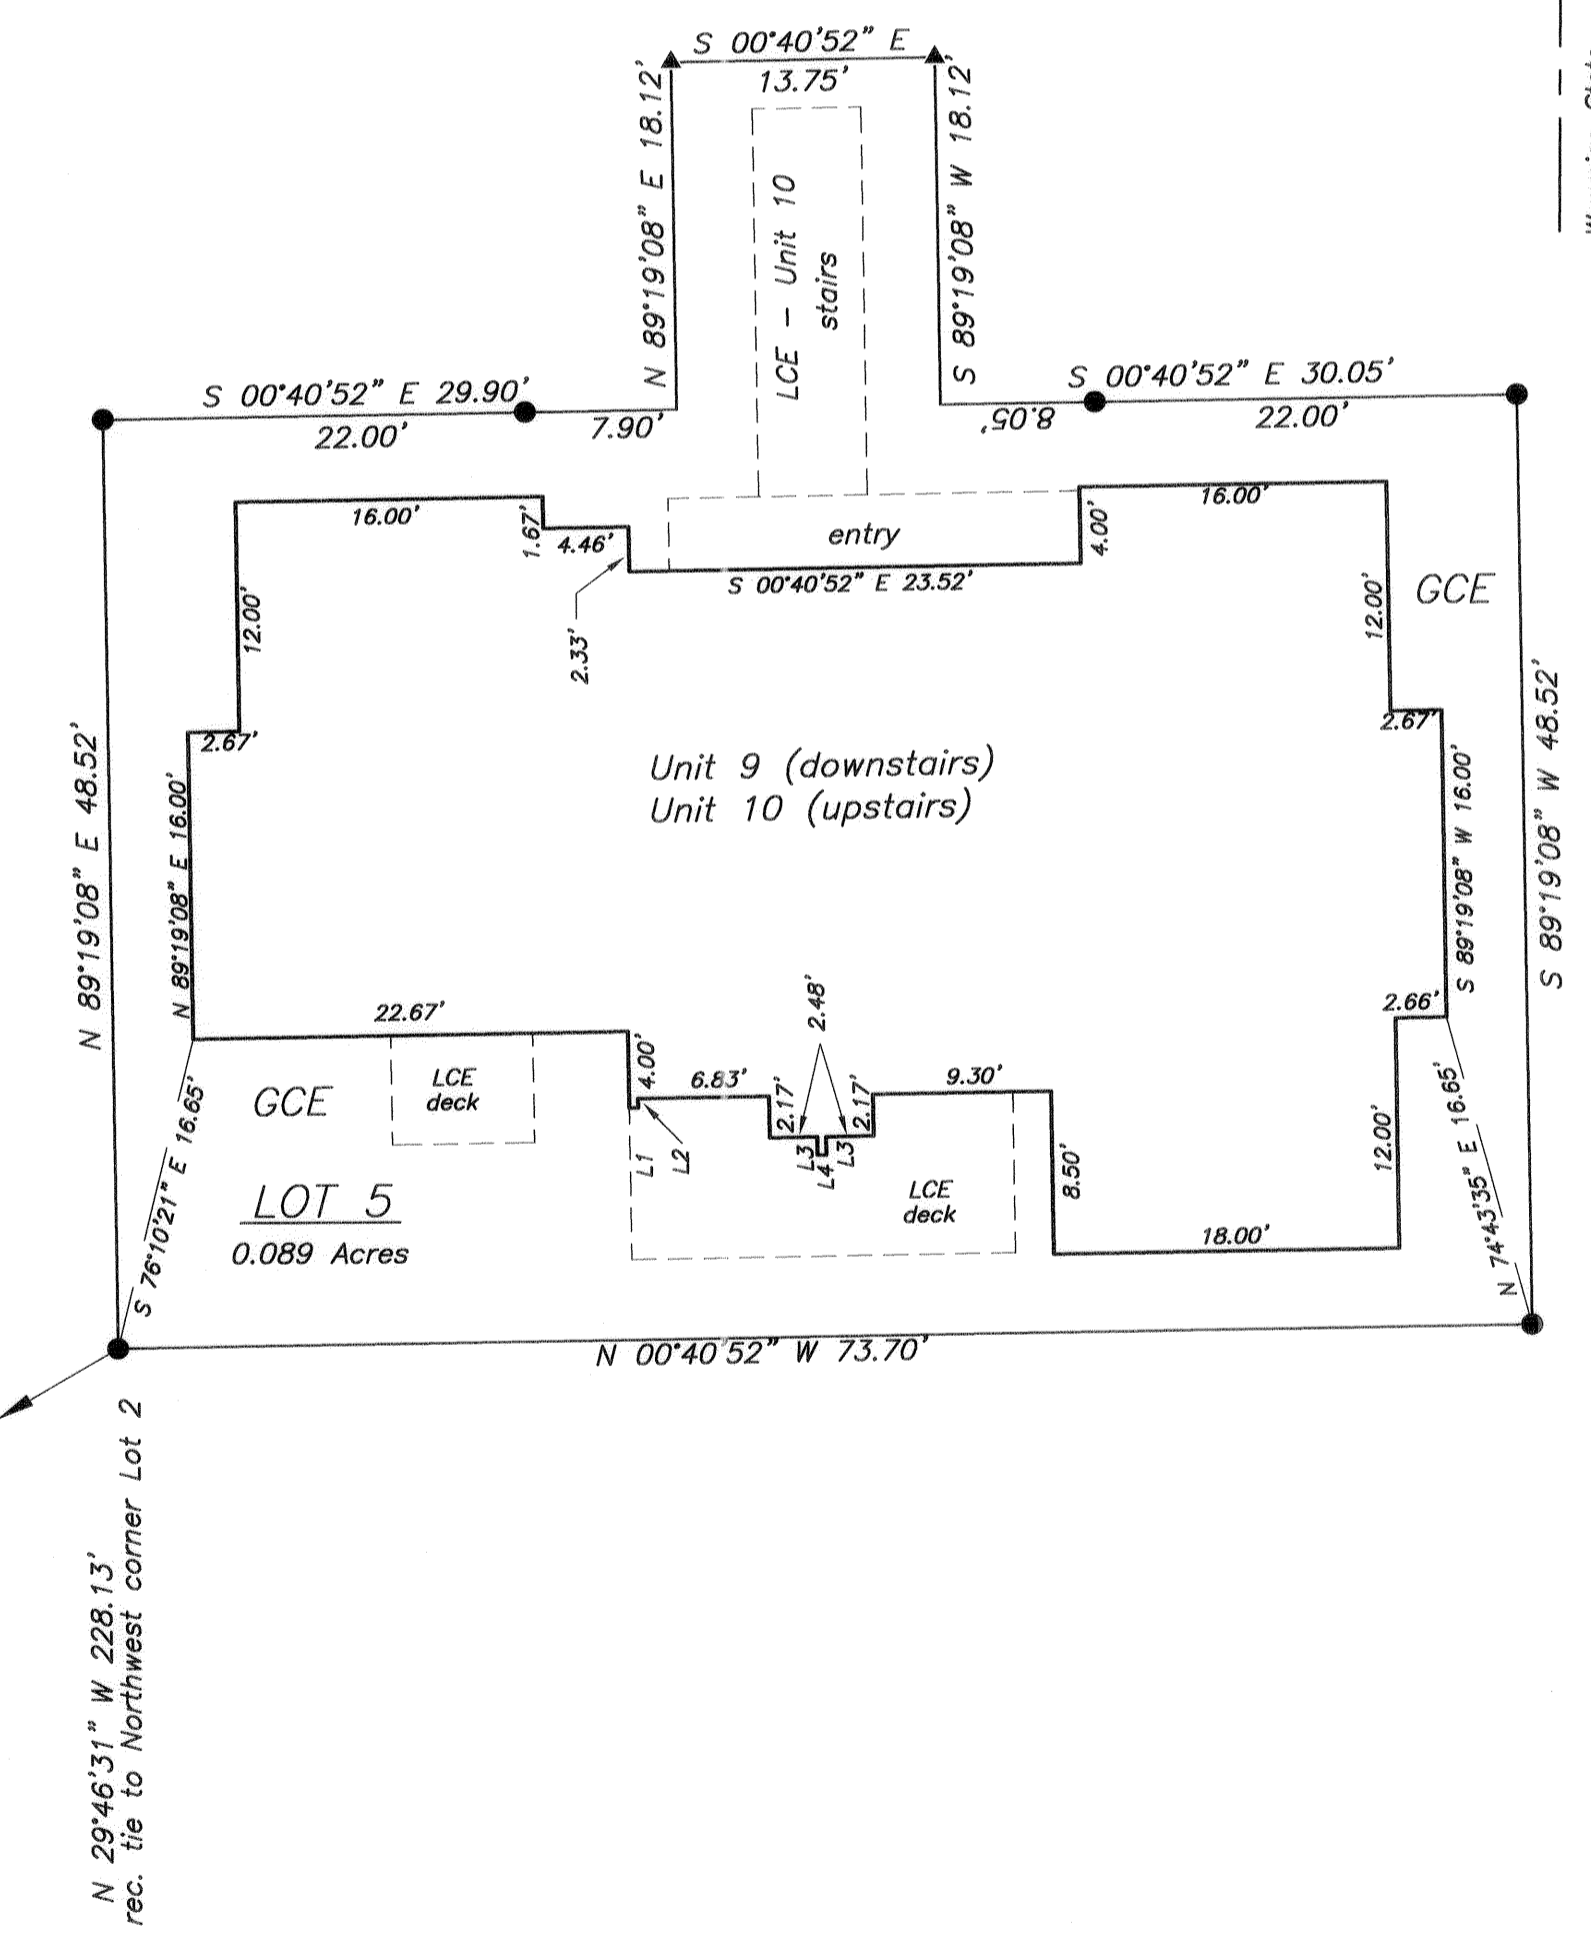 S 00°40'52" E
13.75'
N 89°19'08" E 18.12'
S 89°19'08" W 18.12'
LCE - Unit 10
stairs
S 00°40'52" E 29.90'
22.00'
7.90'
S 00°40'52" E 30.05'
8.05'
22.00'
16.00'
1.67'
4.46'
2.33'
entry
S 00°40'52" E 23.52'
4.00'
16.00'
12.00'
12.00'
GCE
2.67'
2.67'
N 89°19'08" E 48.52'
S 89°19'08" W 48.52'
N 89°19'08" E 16.00'
S 89°19'08" W 16.00'
Unit 9 (downstairs)
Unit 10 (upstairs)
22.67'
2.48'
2.66'
4.00'
6.83'
2.17'
2.17'
9.30'
LCE
deck
GCE
L1
L2
L3
L4
L3
8.50'
12.00'
LCE
deck
18.00'
S 76°10'21" E 16.65'
N 74°43'35" E 16.65'
LOT 5
0.089 Acres
N 00°40'52" W 73.70'
N 29°46'31" W 228.13'
rec. tie to Northwest corner Lot 2